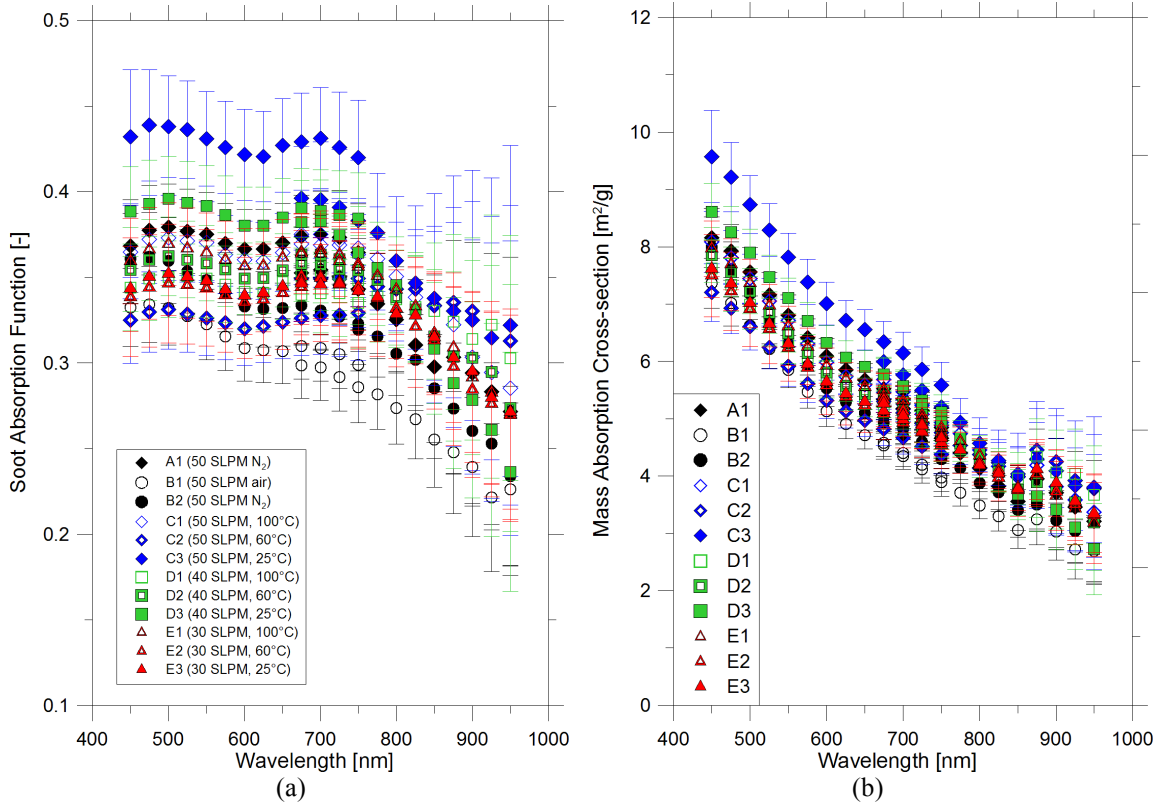 0.5
0.4
0.3
0.2
0.1
Soot Absorption Function [-]
A1 (50 SLPM N₂)
B1 (50 SLPM air)
B2 (50 SLPM N₂)
C1 (50 SLPM, 100°C)
C2 (50 SLPM, 60°C)
C3 (50 SLPM, 25°C)
D1 (40 SLPM, 100°C)
D2 (40 SLPM, 60°C)
D3 (40 SLPM, 25°C)
E1 (30 SLPM, 100°C)
E2 (30 SLPM, 60°C)
E3 (30 SLPM, 25°C)
400 500 600 700 800 900 1000
Wavelength [nm]
(a)
12
10
8
6
4
2
0
Mass Absorption Cross-section [m²/g]
A1
B1
B2
C1
C2
C3
D1
D2
D3
E1
E2
E3
400 500 600 700 800 900 1000
Wavelength [nm]
(b)